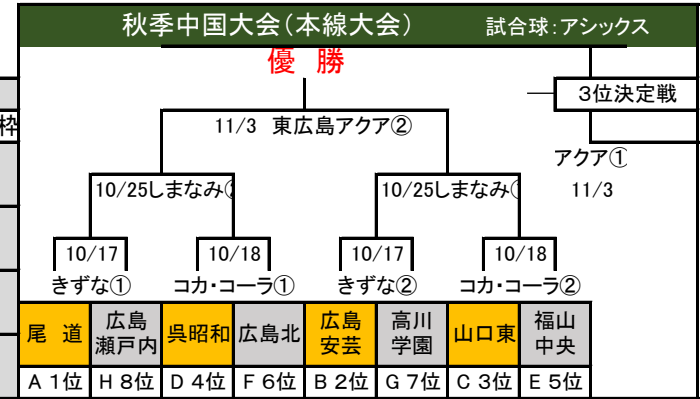 秋季中国大会(本線大会) 試合球:アシックス
優 勝
3位決定戦
枠
11/3 東広島アクア②
アクア①
11/3
10/25しまなみ
10/25しまなみ
10/17
10/18
10/17
10/18
きずな①
コカ・コーラ①
きずな②
コカ・コーラ②
尾 道
広島
瀬戸内
呉昭和
広島北
広島
安芸
高川
学園
山口東
福山
中央
A 1位
H 8位
D 4位
F 6位
B 2位
G 7位
C 3位
E 5位